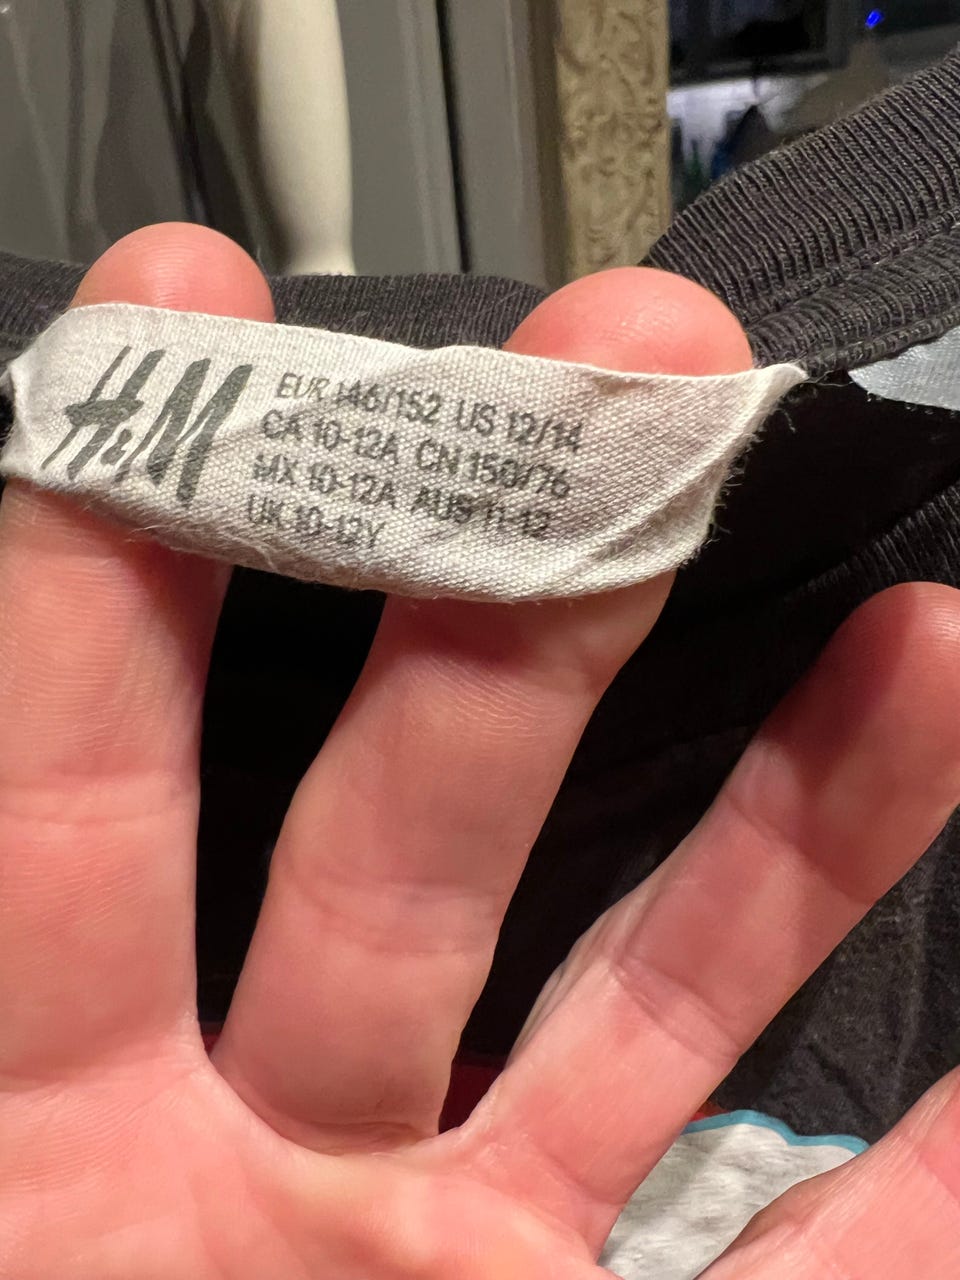 H&M
EUR 146/152 US 12/14
CA 10-12A CN 150/76
MX 10-12A AUS 11-12
UK 10-12Y